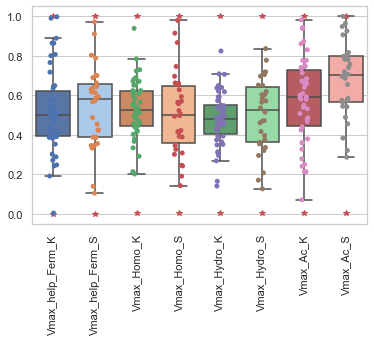 1.0
0.8
0.6
0.4
0.2
0.0
Vmax_help_Ferm_K
Vmax_help_Ferm_S
Vmax_Homo_K
Vmax_Homo_S
Vmax_Hydro_K
Vmax_Hydro_S
Vmax_Ac_K
Vmax_Ac_S